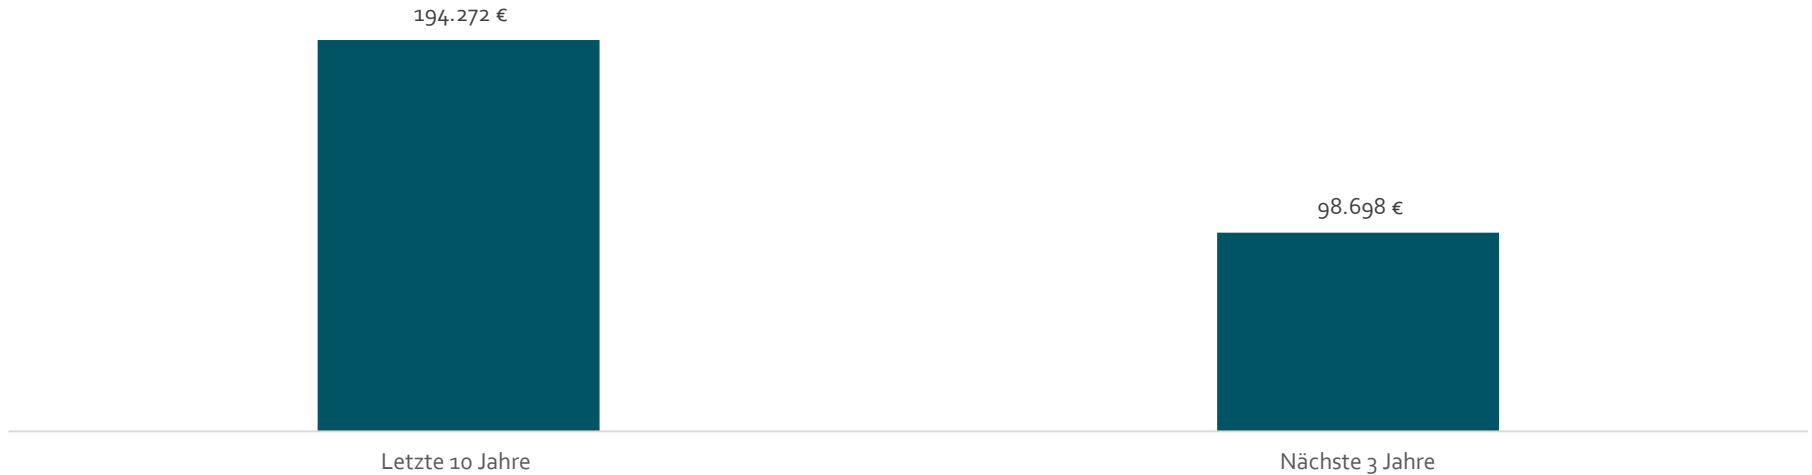 194.272 €
98.698 €
Letzte 10 Jahre
Nächste 3 Jahre